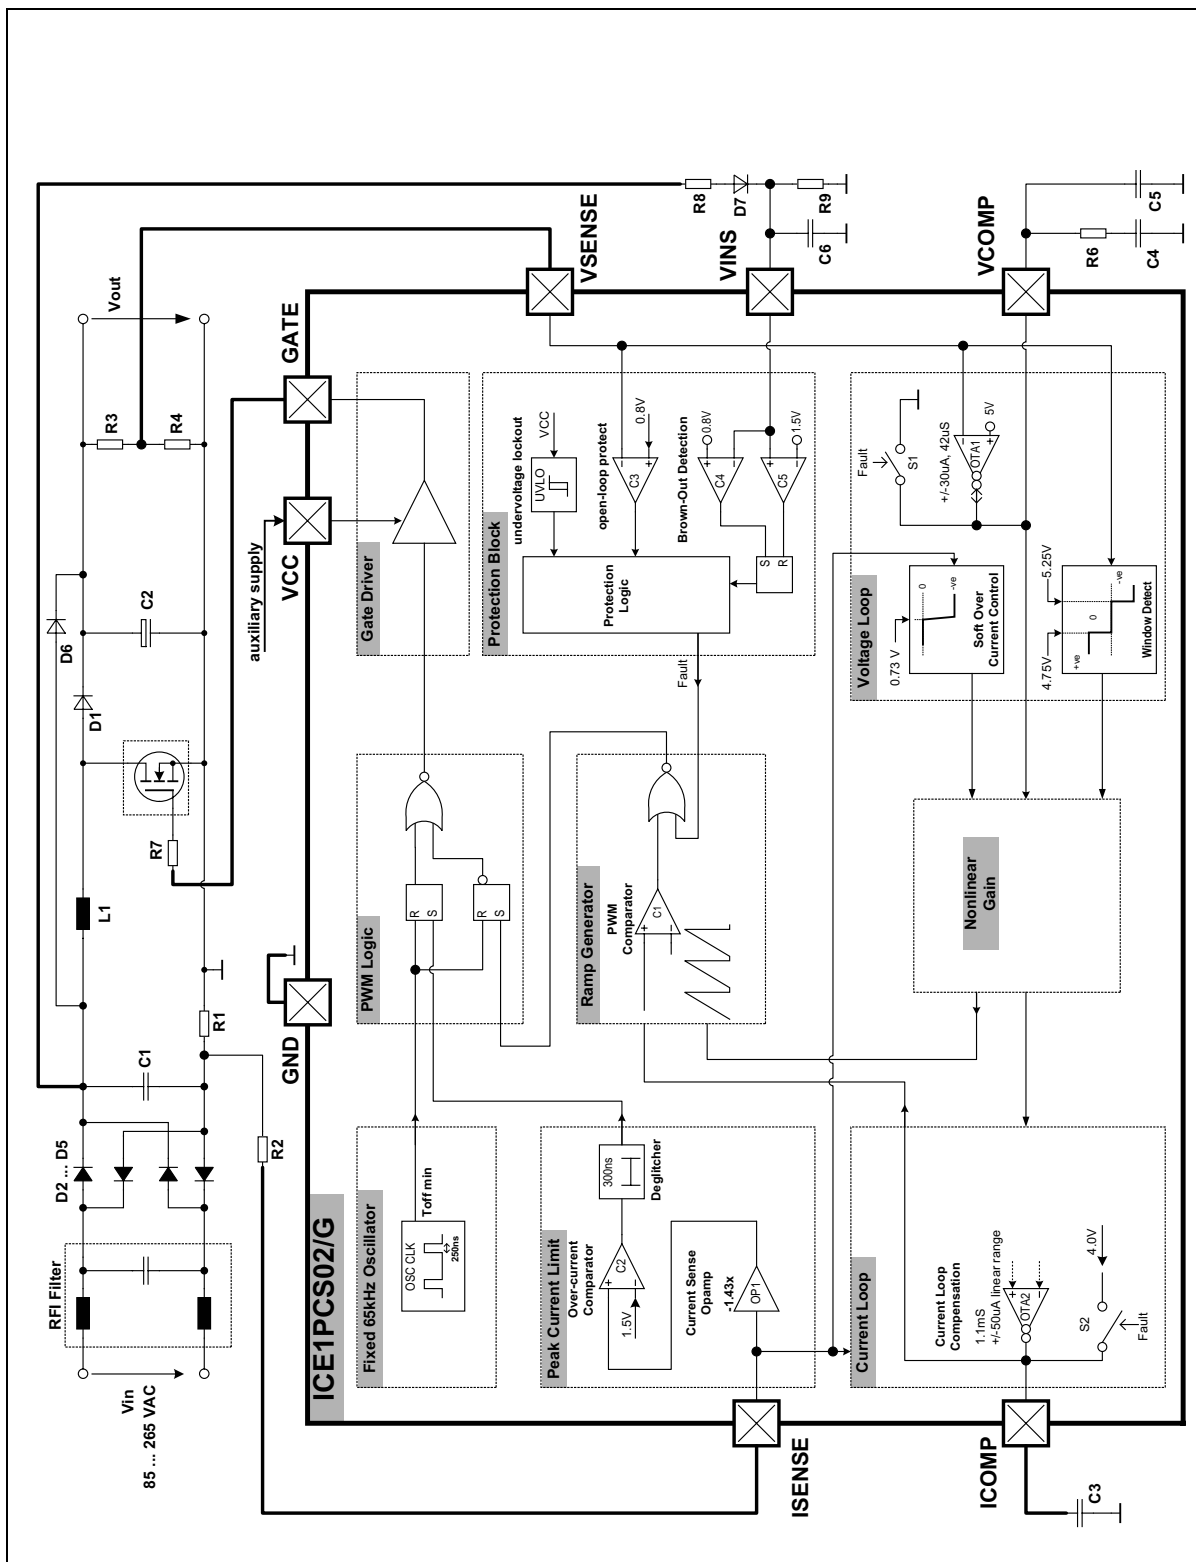 Vin
85 ... 265 VAC
RFI Filter
D2 ... D5
C1
R1
R2
L1
R7
D1
D6
C2
R3
R4
Vout
GND
auxiliary supply
VCC
GATE
R8
D7
R9
C6
VSENSE
VINS
VCOMP
R6
C4
C5
ISENSE
ICOMP
C3
ICE1PCS02/G
Fixed 65kHz Oscillator
OSC CLK
250ns
Toff min
PWM Logic
R
S
R
S
Gate Driver
Peak Current Limit
Over-current
Comparator
1.5V
C2
+
−
300ns
Deglitcher
Current Sense
Opamp
-1.43x
OP1
Ramp Generator
PWM
Comparator
C1
+
−
Protection Block
undervoltage lockout
VCC
UVLO
open-loop protect
0.8V
C3
−
+
Brown-Out Detection
0.8V
C4
+
−
1.5V
C5
+
−
S
R
Protection
Logic
Fault
Current Loop
Current Loop
Compensation
1.1mS
+/-50uA linear range
OTA2
+
−
4.0V
S2
Fault
Nonlinear
Gain
Voltage Loop
Fault
S1
+/-30uA, 42uS
OTA1
−
+
5V
0.73 V
0
-ve
Soft Over
Current Control
4.75V
5.25V
+ve
0
-ve
Window Detect